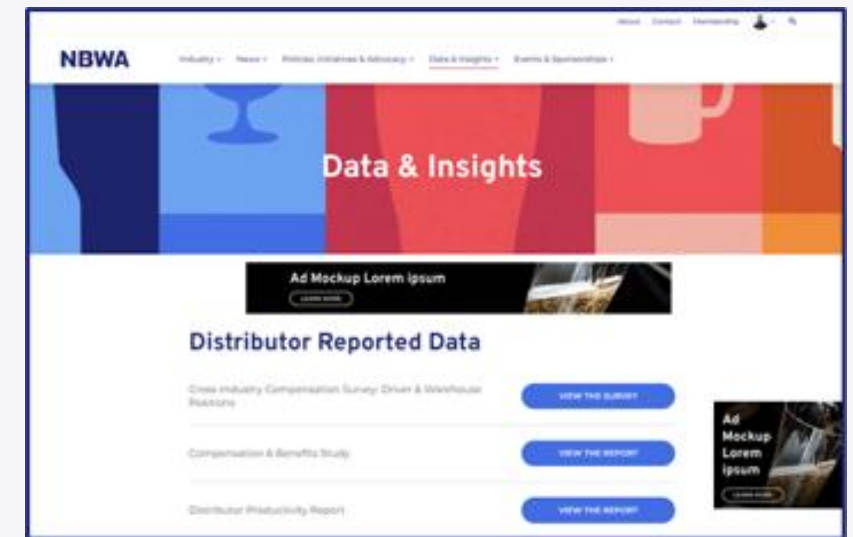 About Contact Membership
NBWA
Industry News Policies, Initiatives & Advocacy Data & Insights Events & Sponsorships
Data & Insights
Ad Mockup Lorem ipsum
LEARN MORE
Distributor Reported Data
Cross Industry Compensation Survey: Driver & Warehouse
Positions
VIEW THE SURVEY
Ad
Mockup
Lorem
ipsum
LEARN MORE
Compensation & Benefits Study
VIEW THE REPORT
Distributor Productivity Report
VIEW THE REPORT